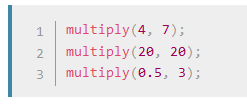 1 multiply(4, 7);
2 multiply(20, 20);
3 multiply(0.5, 3);